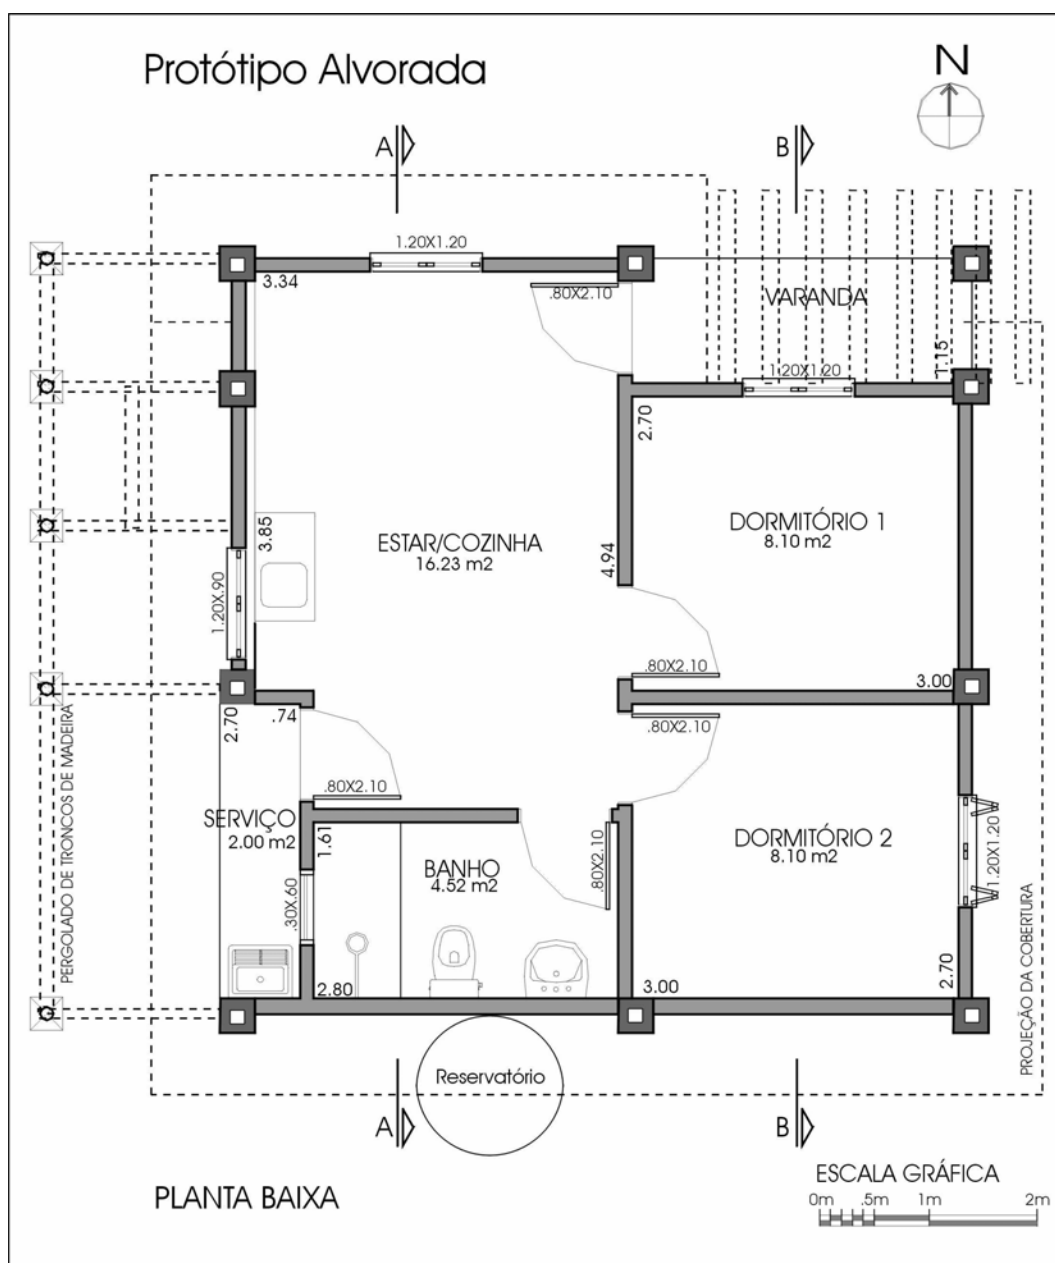 Protótipo Alvorada
N
A
B
1.20X1.20
3.34
.80X2.10
VARANDA
1.15
1.20X1.20
2.70
3.85
ESTAR/COZINHA
16.23 m2
4.94
DORMITÓRIO 1
8.10 m2
1.20X.90
.80X2.10
3.00
2.70
.74
.80X2.10
.80X2.10
PERGOLADO DE TRONCOS DE MADEIRA
SERVIÇO
2.00 m2
1.61
BANHO
4.52 m2
.80X2.10
DORMITÓRIO 2
8.10 m2
1.20X1.20
.30X.60
2.80
3.00
2.70
PROJEÇÃO DA COBERTURA
Reservatório
A
B
ESCALA GRÁFICA
0m .5m 1m 2m
PLANTA BAIXA